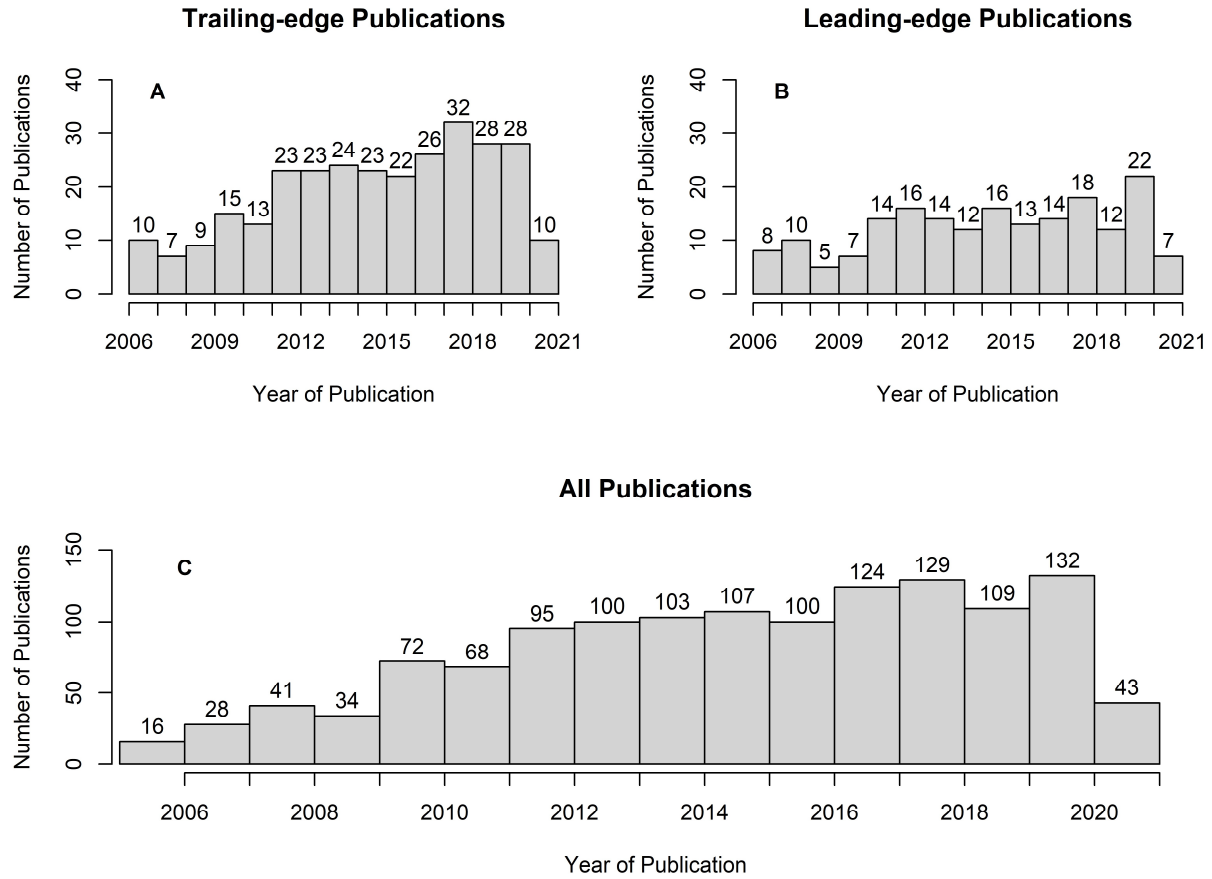 Trailing-edge Publications
A
Number of Publications
0 10 20 30 40
10 7 9 15 13 23 23 24 23 22 26 32 28 28 10
2006 2009 2012 2015 2018 2021
Year of Publication
Leading-edge Publications
B
Number of Publications
0 10 20 30 40
8 10 5 7 14 16 14 12 16 13 14 18 12 22 7
2006 2009 2012 2015 2018 2021
Year of Publication
All Publications
C
Number of Publications
0 50 100 150
16 28 41 34 72 68 95 100 103 107 100 124 129 109 132 43
2006 2008 2010 2012 2014 2016 2018 2020
Year of Publication